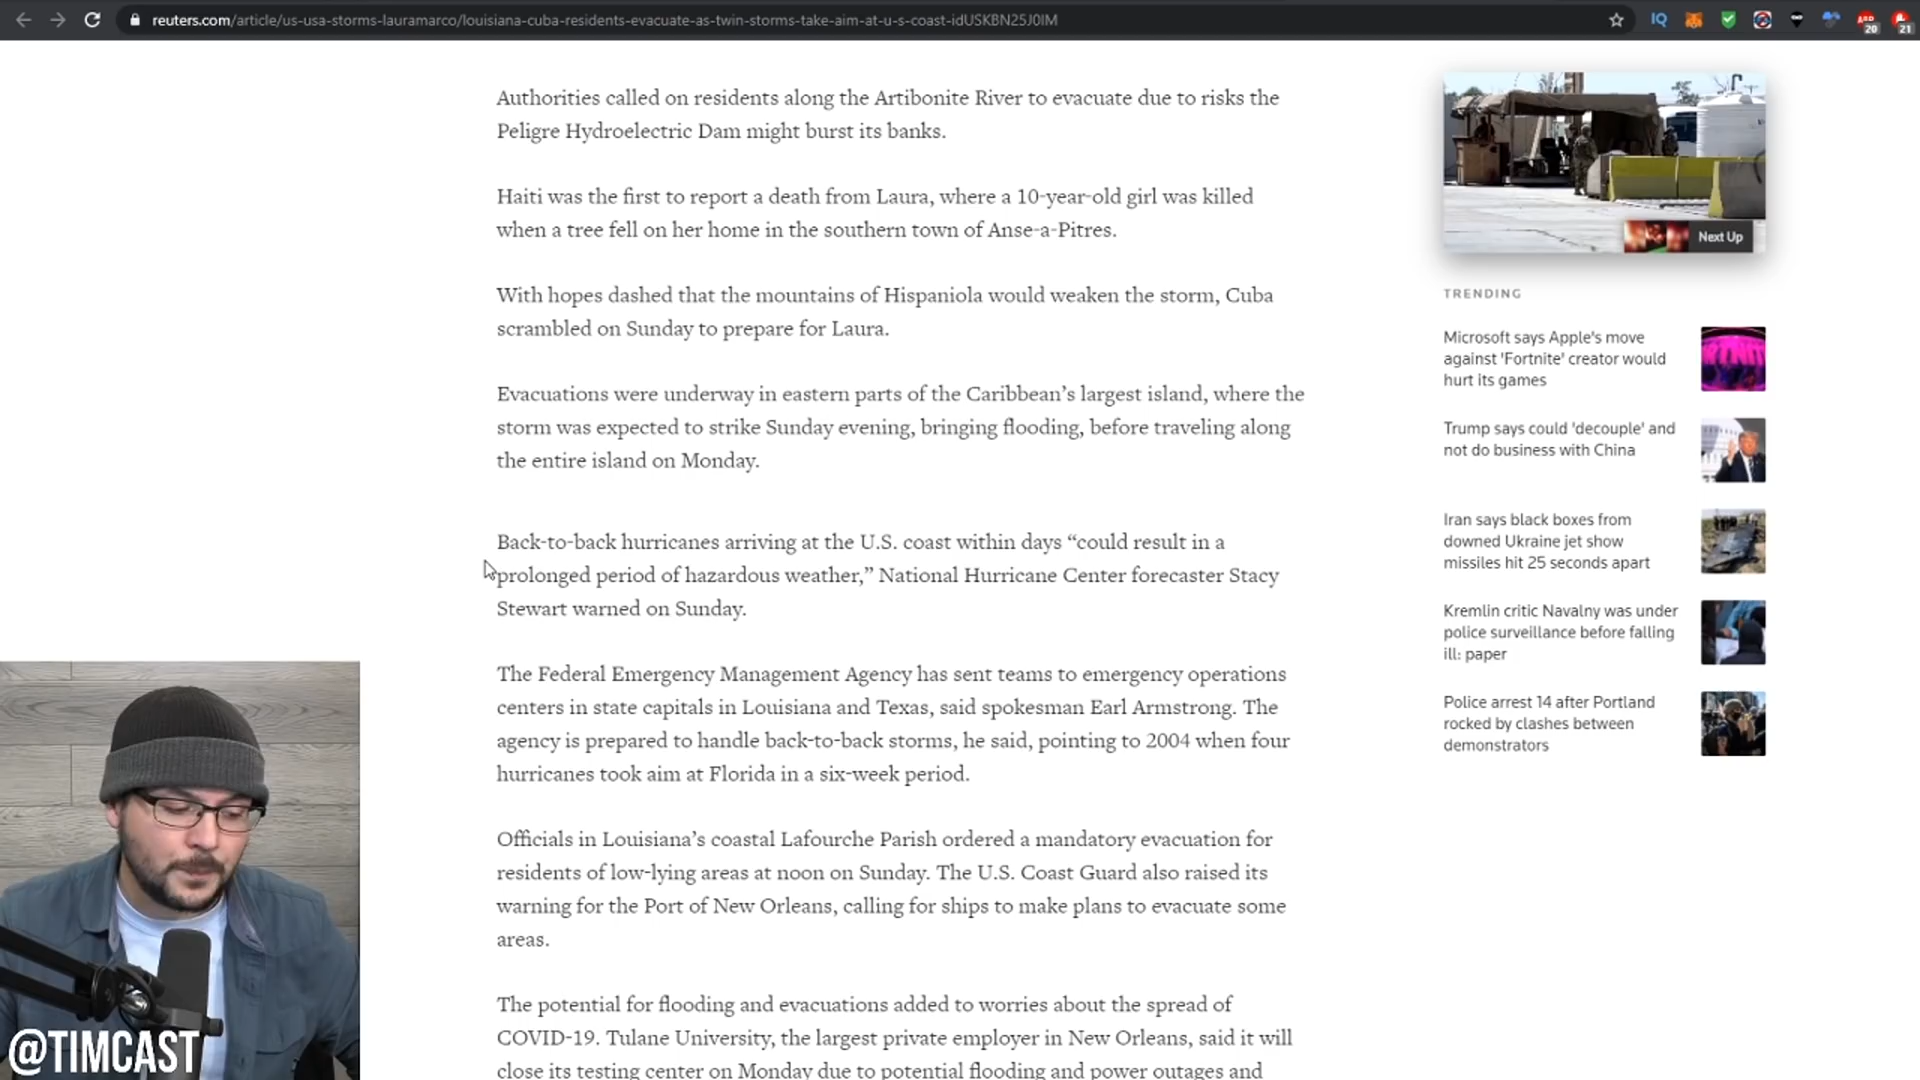 reuters.com/article/us-usa-storms-lauramarco/louisiana-cuba-residents-evacuate-as-twin-storms-take-aim-at-u-s-coast-idUSKBN25J0IM
IQ
20
21
Authorities called on residents along the Artibonite River to evacuate due to risks the
Peligre Hydroelectric Dam might burst its banks.
Haiti was the first to report a death from Laura, where a 10-year-old girl was killed
when a tree fell on her home in the southern town of Anse-a-Pitres.
With hopes dashed that the mountains of Hispaniola would weaken the storm, Cuba
scrambled on Sunday to prepare for Laura.
Evacuations were underway in eastern parts of the Caribbean’s largest island, where the
storm was expected to strike Sunday evening, bringing flooding, before traveling along
the entire island on Monday.
Back-to-back hurricanes arriving at the U.S. coast within days “could result in a
prolonged period of hazardous weather,” National Hurricane Center forecaster Stacy
Stewart warned on Sunday.
The Federal Emergency Management Agency has sent teams to emergency operations
centers in state capitals in Louisiana and Texas, said spokesman Earl Armstrong. The
agency is prepared to handle back-to-back storms, he said, pointing to 2004 when four
hurricanes took aim at Florida in a six-week period.
Officials in Louisiana’s coastal Lafourche Parish ordered a mandatory evacuation for
residents of low-lying areas at noon on Sunday. The U.S. Coast Guard also raised its
warning for the Port of New Orleans, calling for ships to make plans to evacuate some
areas.
The potential for flooding and evacuations added to worries about the spread of
COVID-19. Tulane University, the largest private employer in New Orleans, said it will
close its testing center on Monday due to potential flooding and power outages and
Next Up
TRENDING
Microsoft says Apple's move
against 'Fortnite' creator would
hurt its games
Trump says could 'decouple' and
not do business with China
Iran says black boxes from
downed Ukraine jet show
missiles hit 25 seconds apart
Kremlin critic Navalny was under
police surveillance before falling
ill: paper
Police arrest 14 after Portland
rocked by clashes between
demonstrators
@TIMCAST